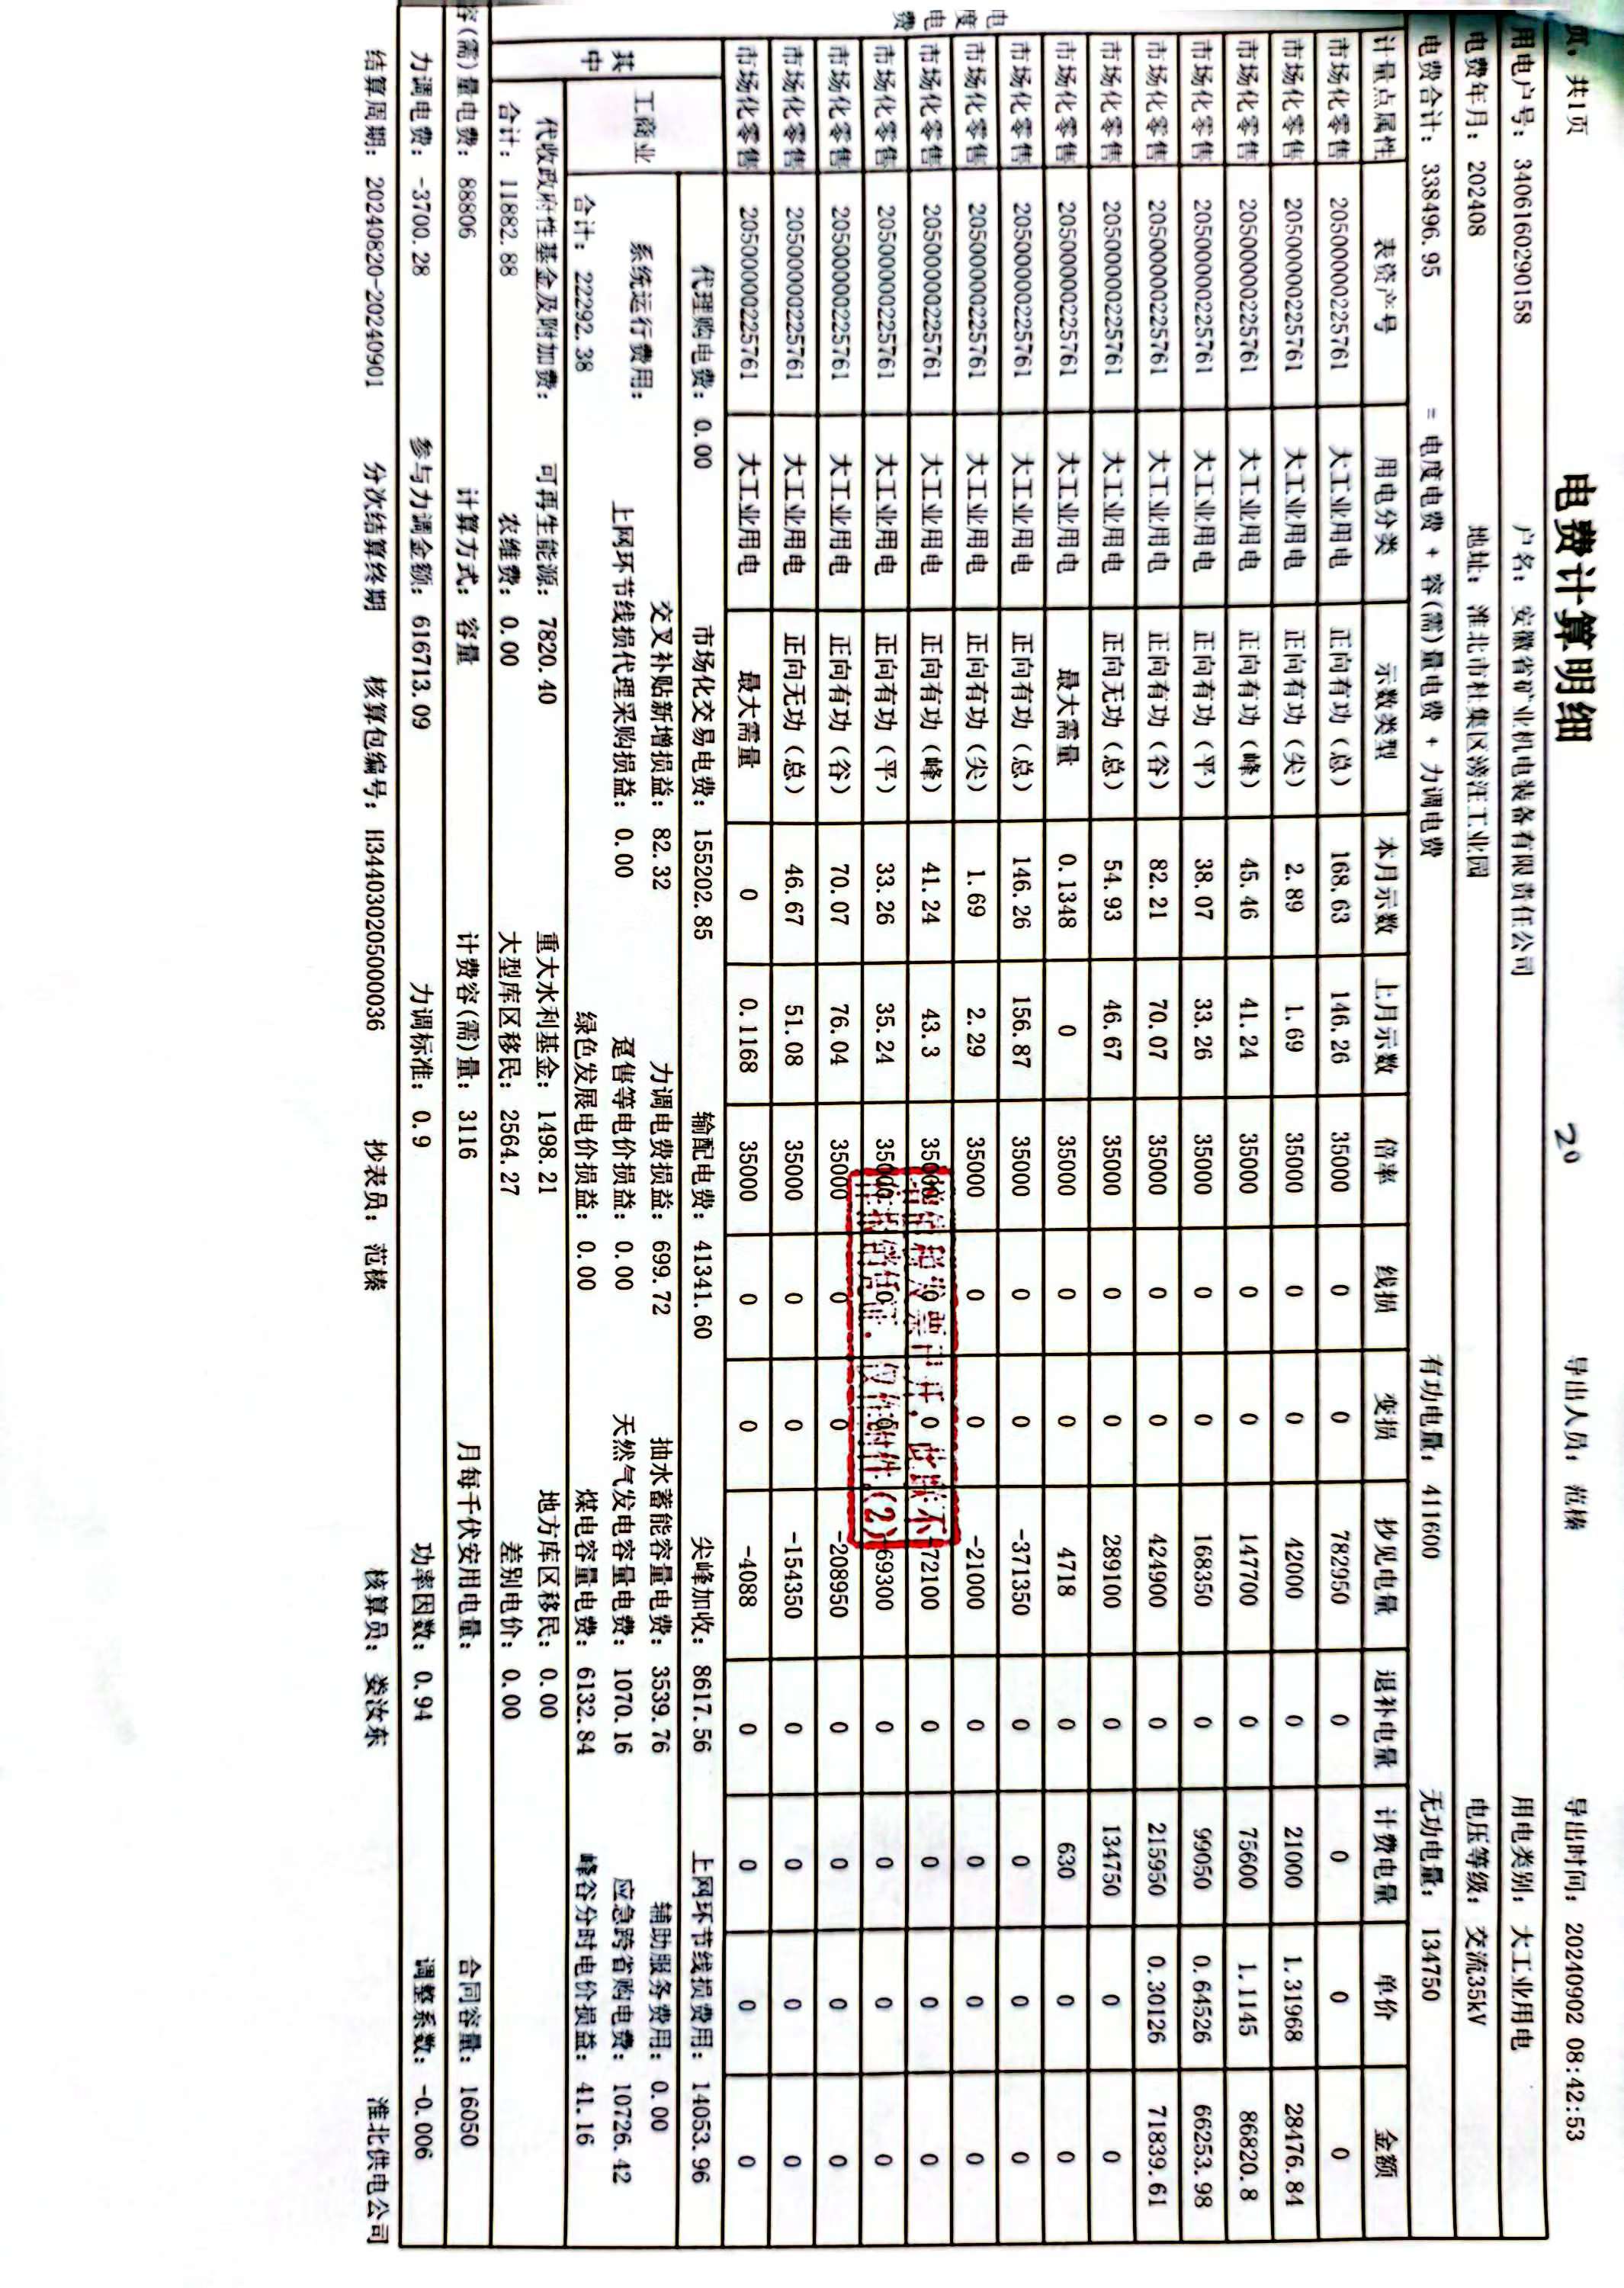 页，共1页 电费计算明细 20 导出人员：范榛 导出时间：20240902 08:42:53
用电户号：3406160290158 户名：安徽省矿业机电装备有限责任公司 用电类别：大工业用电
电费年月：202408 地址：淮北市杜集区滂汪工业园 电压等级：交流35kV
电费合计：338496.95 = 电度电费 + 容(需)量电费 + 力调电费 有功电量：411600 无功电量：134750
计量点属性 表资产号 用电分类 示数类型 本月示数 上月示数 倍率 线损 变损 抄见电量 退补电量 计费电量 单价 金额
电度电费
市场化零售 20500000225761 大工业用电 正向有功（总） 168.63 146.26 35000 0 0 782950 0 0 0 0
市场化零售 20500000225761 大工业用电 正向有功（尖） 2.89 1.69 35000 0 0 42000 0 21000 1.31968 28476.84
市场化零售 20500000225761 大工业用电 正向有功（峰） 45.46 41.24 35000 0 0 147700 0 75600 1.1145 86820.8
市场化零售 20500000225761 大工业用电 正向有功（平） 38.07 33.26 35000 0 0 168350 0 99050 0.64526 66253.98
市场化零售 20500000225761 大工业用电 正向有功（谷） 82.21 70.07 35000 0 0 424900 0 215950 0.30126 71839.61
市场化零售 20500000225761 大工业用电 正向无功（总） 54.93 46.67 35000 0 0 289100 0 134750 0 0
市场化零售 20500000225761 大工业用电 最大需量 0.1348 0 35000 0 0 4718 0 630 0 0
市场化零售 20500000225761 大工业用电 正向有功（总） 146.26 156.87 35000 0 0 -371350 0 0 0 0
市场化零售 20500000225761 大工业用电 正向有功（尖） 1.69 2.29 35000 0 0 -21000 0 0 0 0
市场化零售 20500000225761 大工业用电 正向有功（峰） 41.24 43.3 35000 0 0 -72100 0 0 0 0
市场化零售 20500000225761 大工业用电 正向有功（平） 33.26 35.24 35000 0 0 -69300 0 0 0 0
增值税发票已开，此联不
作报销凭证，仅作附件(2)
市场化零售 20500000225761 大工业用电 正向有功（谷） 70.07 76.04 35000 0 0 -208950 0 0 0 0
市场化零售 20500000225761 大工业用电 正向无功（总） 46.67 51.08 35000 0 0 -154350 0 0 0 0
市场化零售 20500000225761 大工业用电 最大需量 0 0.1168 35000 0 0 -4088 0 0 0 0
其中 工商业
代理购电费：0.00 市场化交易电费：155202.85 输配电费：41341.60 尖峰加收：8617.56 上网环节线损费用：14053.96
系统运行费用： 交叉补贴新增损益：82.32 力调电费损益：699.72 抽水蓄能容量电费：3539.76 辅助服务费用：0.00
上网环节线损代理采购损益：0.00 趸售等电价损益：0.00 天然气发电容量电费：1070.16 应急跨省购电费：10726.42
合计：22292.38 绿色发展电价损益：0.00 煤电容量电费：6132.84 峰谷分时电价损益：41.16
代收政府性基金及附加费： 可再生能源：7820.40 重大水利基金：1498.21 地方库区移民：0.00
合计：11882.88 农维费：0.00 大型库区移民：2564.27 差别电价：0.00
容(需)量电费：88806 计算方式：容量 计费容(需)量：3116 月每千伏安用电量： 合同容量：16050
力调电费：-3700.28 参与力调金额：616713.09 力调标准：0.9 功率因数：0.94 调整系数：-0.006
结算周期：20240820-20240901 分次结算终期 核算包编号：H344030205000036 抄表员：范榛 核算员：娄汝东 淮北供电公司